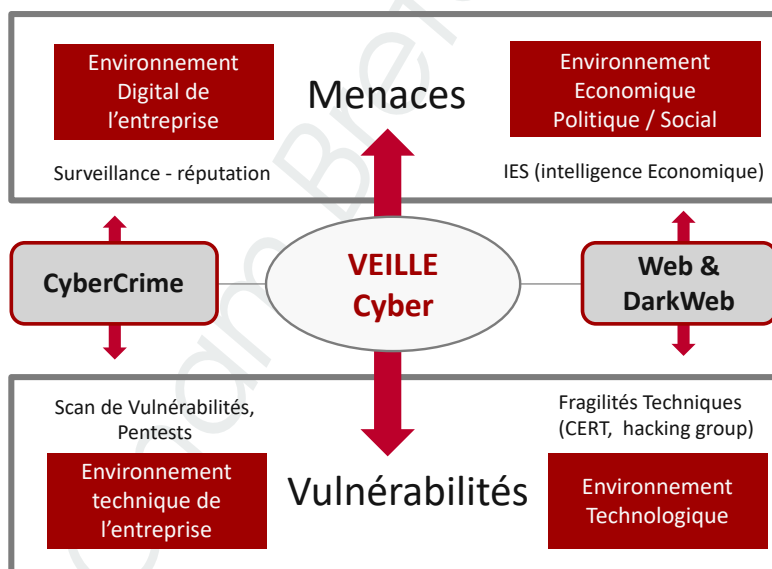 Environnement
Digital de
l'entreprise
Menaces
Environnement
Economique
Politique / Social
Surveillance - réputation
IES (intelligence Economique)
CyberCrime
VEILLE
Cyber
Web &
DarkWeb
Scan de Vulnérabilités,
Pentests
Fragilités Techniques
(CERT, hacking group)
Environnement
technique de
l'entreprise
Vulnérabilités
Environnement
Technologique